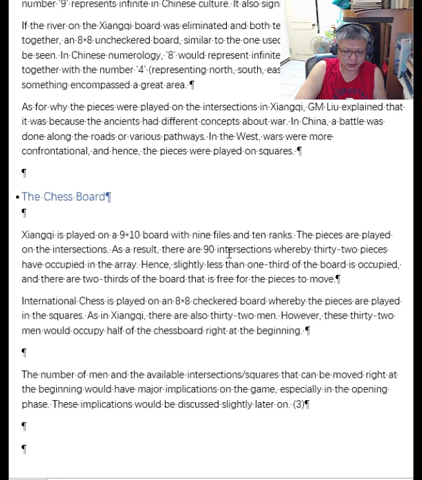 number '9' represents infinite in Chinese culture. It also sign
If the river on the Xiangqi board was eliminated and both te
together, an 8*8 uncheckered board, similar to the one used
be seen. In Chinese numerology, '8' would represent infinite
together with the number '4' (representing north, south, eas
something encompassed a great area.
As for why the pieces were played on the intersections in Xiangqi, GM Liu explained that
it was because the ancients had different concepts about war. In China, a battle was
done along the roads or various pathways. In the West, wars were more
confrontational, and hence, the pieces were played on squares.
The Chess Board
Xiangqi is played on a 9*10 board with nine files and ten ranks. The pieces are played
on the intersections. As a result, there are 90 intersections whereby thirty-two pieces
have occupied in the array. Hence, slightly less than one-third of the board is occupied,
and there are two-thirds of the board that is free for the pieces to move.
International Chess is played on an 8*8 checkered board whereby the pieces are played
in the squares. As in Xiangqi, there are also thirty-two men. However, these thirty-two
men would occupy half of the chessboard right at the beginning.
The number of men and the available intersections/squares that can be moved right at
the beginning would have major implications on the game, especially in the opening
phase. These implications would be discussed slightly later on. (3)